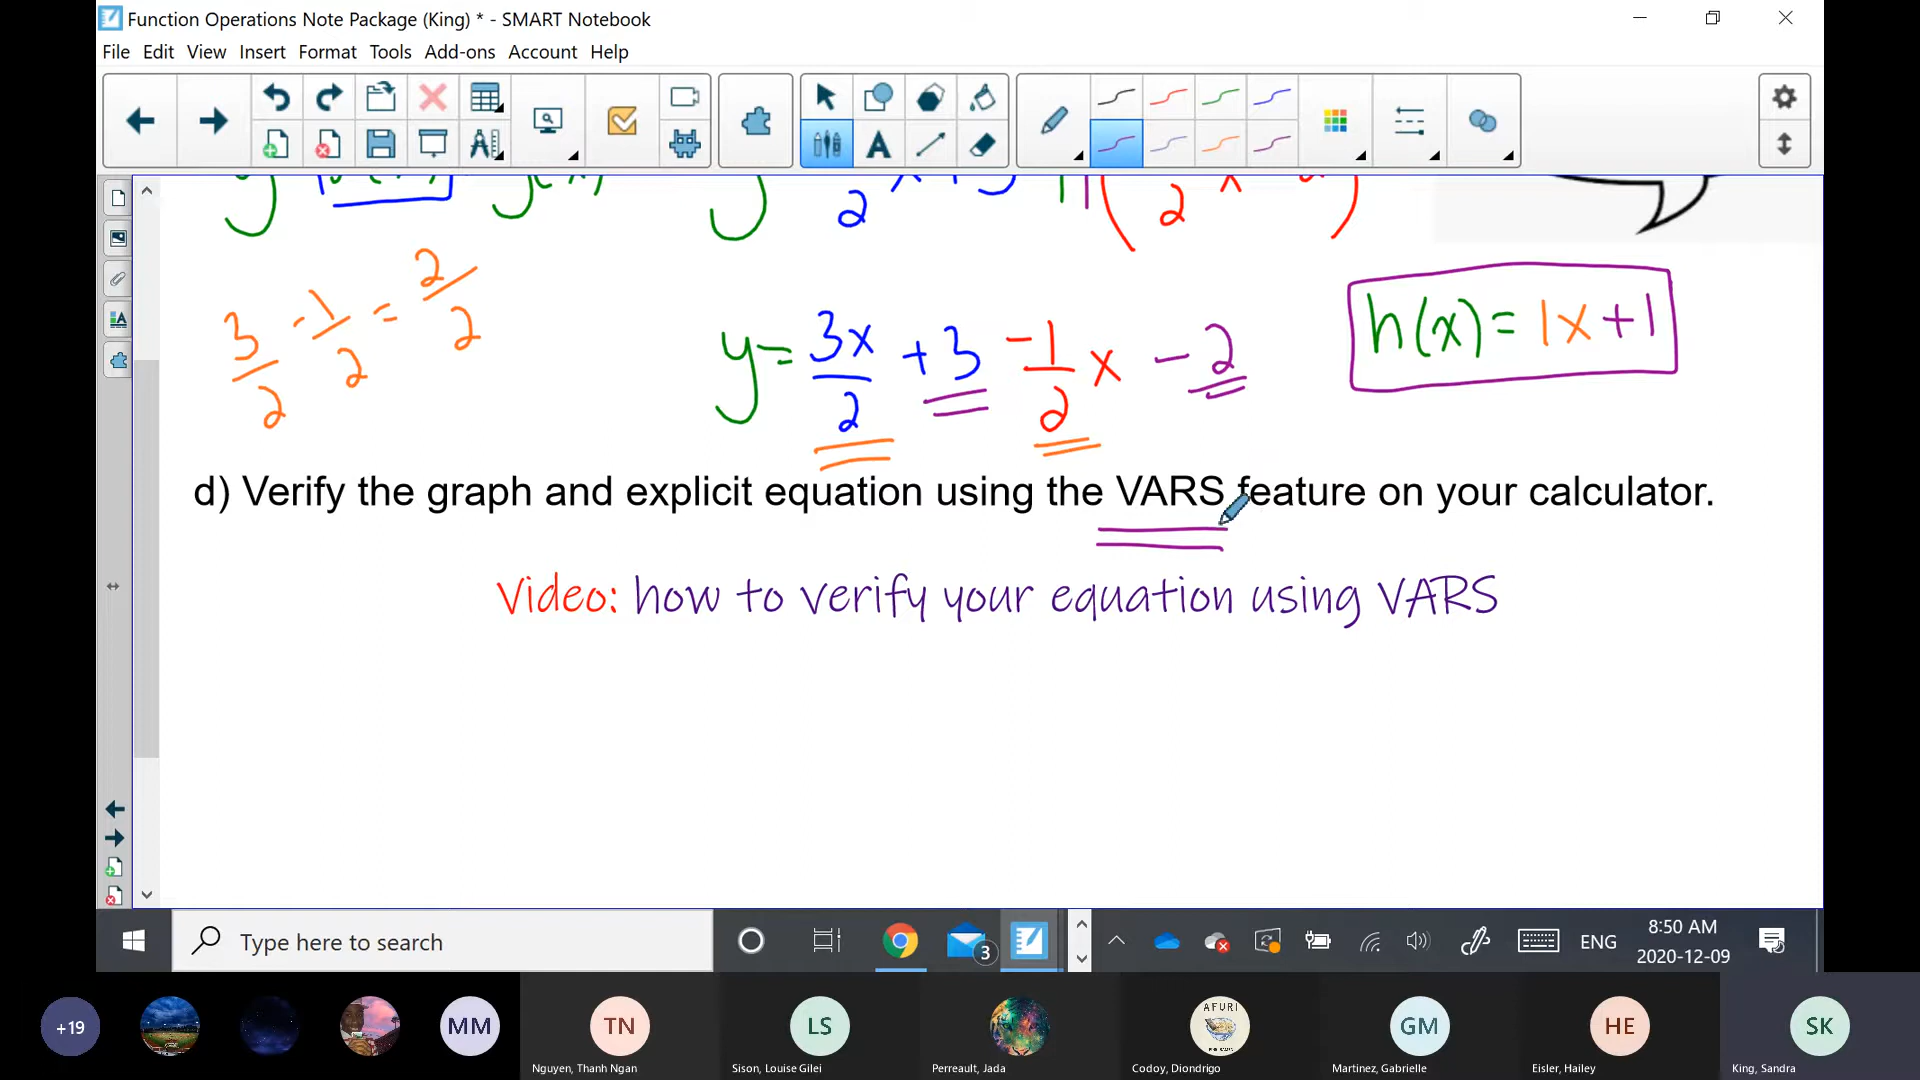 Function Operations Note Package (King) * - SMART Notebook
File Edit View Insert Format Tools Add-ons Account Help
3/2 - 1/2 = 2/2
y = 3x/2 + 3 - 1/2 x - 2
h(x) = 1x + 1
d) Verify the graph and explicit equation using the VARS feature on your calculator.
Video: how to verify your equation using VARS
Type here to search
3
ENG
8:50 AM
2020-12-09
+19
MM
TN
LS
AFURI
GM
HE
SK
Nguyen, Thanh Ngan
Sison, Louise Gilei
Perreault, Jada
Codoy, Diondrigo
Martinez, Gabrielle
Eisler, Hailey
King, Sandra